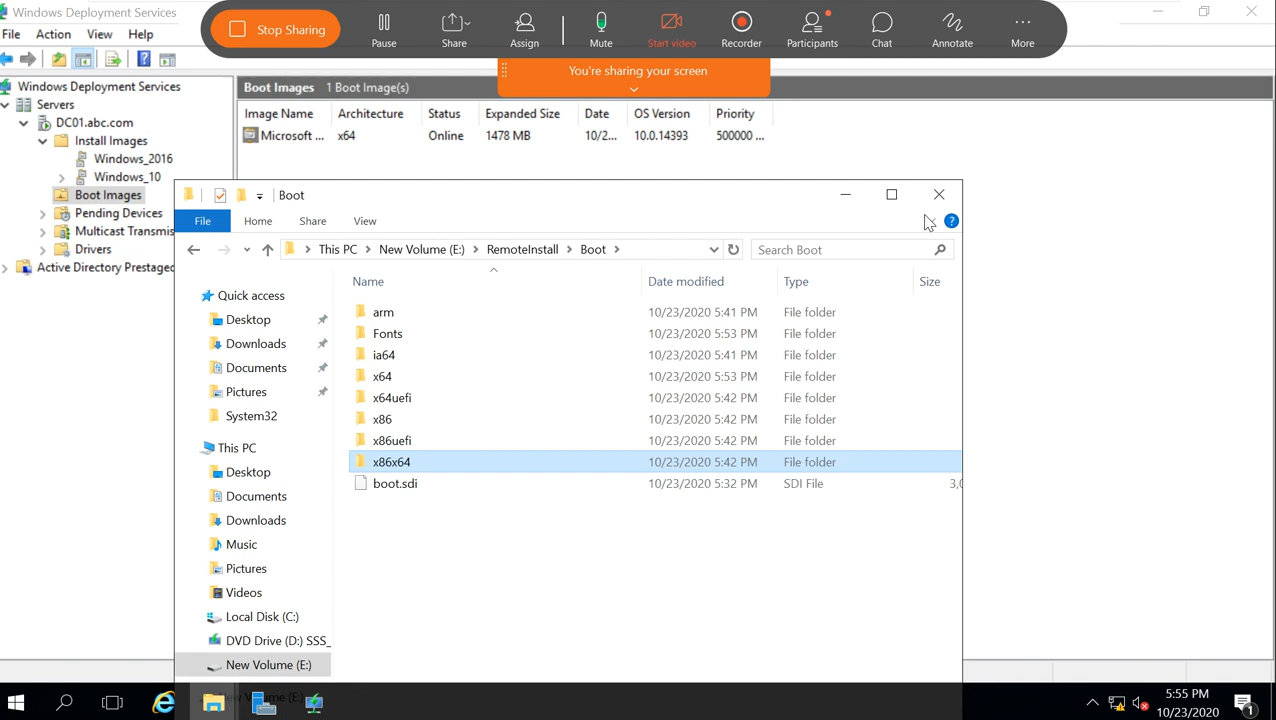 Windows Deployment Services
File Action View Help
Stop Sharing
Pause
Share
Assign
Mute
Start video
Recorder
Participants
Chat
Annotate
More
You're sharing your screen
Windows Deployment Services
Servers
DC01.abc.com
Install Images
Windows_2016
Windows_10
Boot Images
Pending Devices
Multicast Transmis
Drivers
Active Directory Prestaged
Boot Images 1 Boot Image(s)
Image Name Architecture Status Expanded Size Date OS Version Priority
Microsoft ... x64 Online 1478 MB 10/2... 10.0.14393 500000 ...
Boot
File Home Share View
This PC New Volume (E:) RemoteInstall Boot
Search Boot
Quick access
Desktop
Downloads
Documents
Pictures
System32
This PC
Desktop
Documents
Downloads
Music
Pictures
Videos
Local Disk (C:)
DVD Drive (D:) SSS_
New Volume (E:)
Name Date modified Type Size
arm 10/23/2020 5:41 PM File folder
Fonts 10/23/2020 5:53 PM File folder
ia64 10/23/2020 5:41 PM File folder
x64 10/23/2020 5:53 PM File folder
x64uefi 10/23/2020 5:42 PM File folder
x86 10/23/2020 5:42 PM File folder
x86uefi 10/23/2020 5:42 PM File folder
x86x64 10/23/2020 5:42 PM File folder
boot.sdi 10/23/2020 5:32 PM SDI File 3,0
5:55 PM
10/23/2020
1